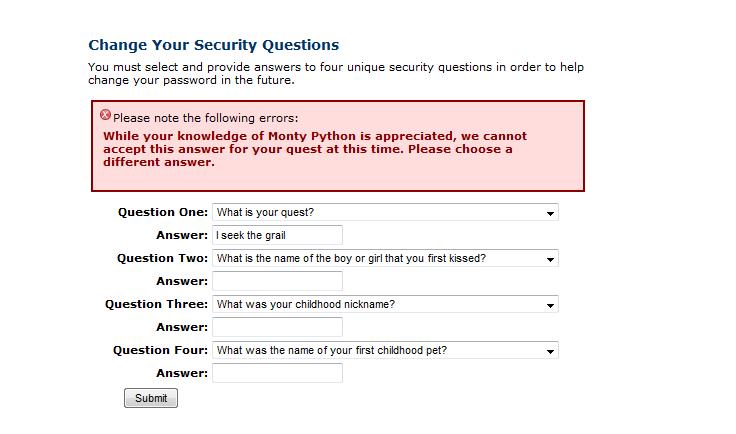 Change Your Security Questions
You must select and provide answers to four unique security questions in order to help
change your password in the future.
Please note the following errors:
While your knowledge of Monty Python is appreciated, we cannot
accept this answer for your quest at this time. Please choose a
different answer.
Question One: What is your quest?
Answer: I seek the grail
Question Two: What is the name of the boy or girl that you first kissed?
Answer:
Question Three: What was your childhood nickname?
Answer:
Question Four: What was the name of your first childhood pet?
Answer:
Submit